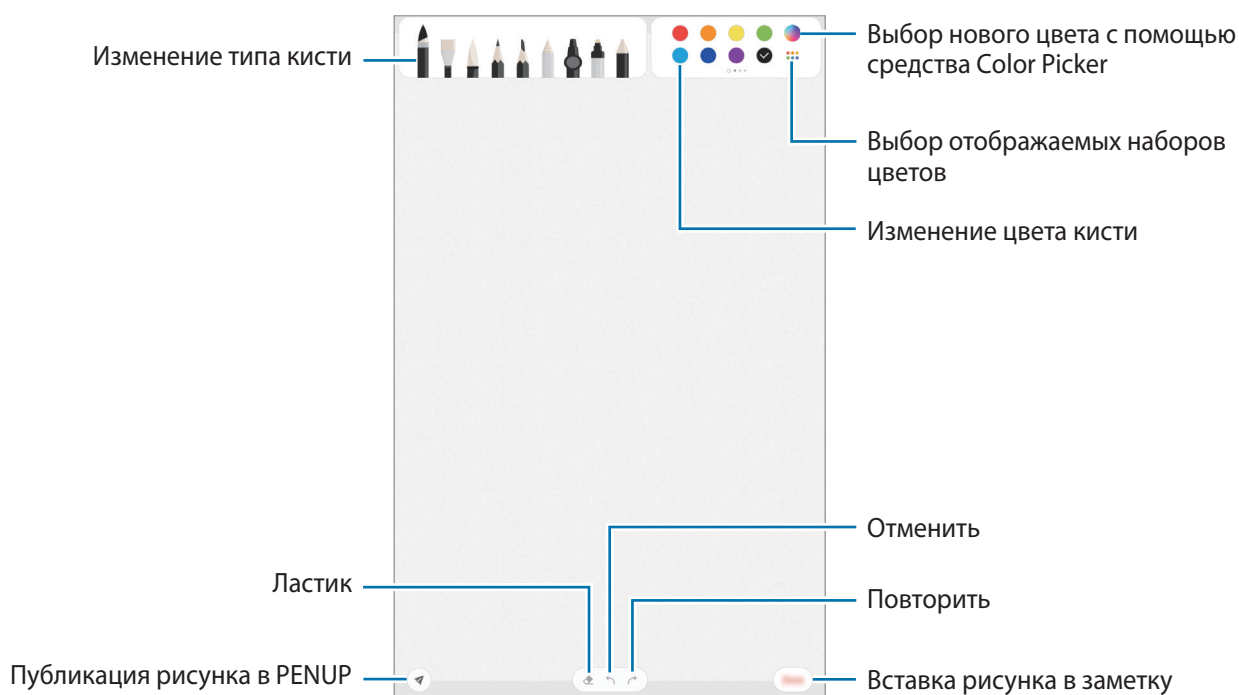 Изменение типа кисти
Выбор нового цвета с помощью
средства Color Picker
Выбор отображаемых наборов
цветов
Изменение цвета кисти
Отменить
Ластик
Повторить
Публикация рисунка в PENUP
Вставка рисунка в заметку